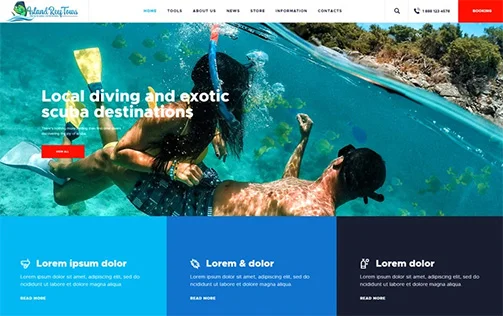 Island Reef Tours
HOME TOOLS ABOUT US NEWS STORE INFORMATION CONTACTS
1 888 123 4578
BOOKING
Local diving and exotic
scuba destinations
VIEW ALL
Lorem ipsum dolor
Lorem ipsum dolor sit amet, adipiscing elit, sed do
incididunt ut labore et dolore magna aliqua.
READ MORE
Lorem & dolor
Lorem ipsum dolor sit amet, adipiscing elit, sed do
incididunt ut labore et dolore magna aliqua
READ MORE
Lorem dolor
Lorem ipsum dolor sit amet, adipiscing elit, sed do
incididunt ut labore et dolore magna aliqua.
READ MORE